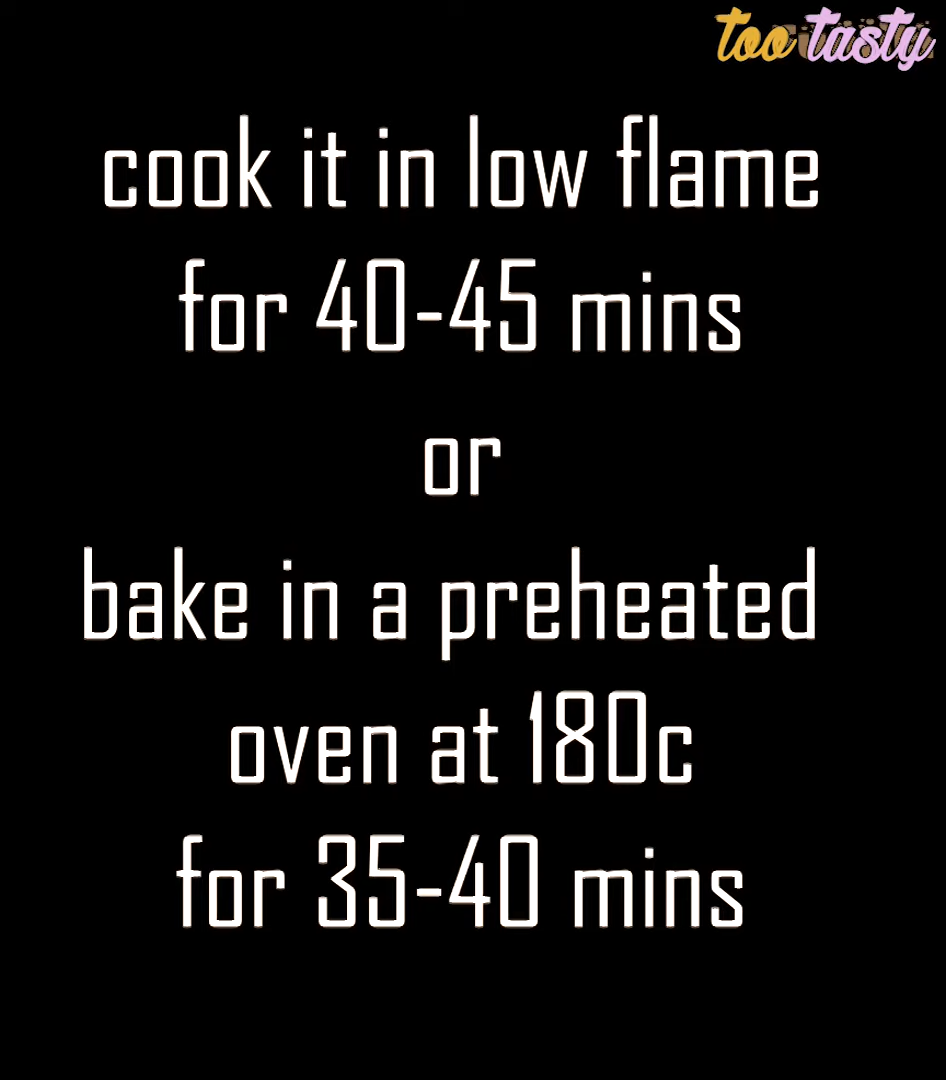 too tasty
cook it in low flame
for 40-45 mins
or
bake in a preheated
oven at 180c
for 35-40 mins